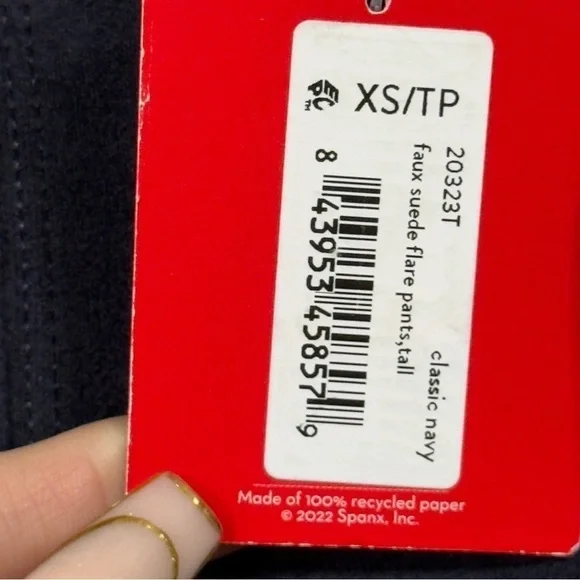 XS/TP
20323T
faux suede flare pants,tall
classic navy
8 43953 45857 9
Made of 100% recycled paper
© 2022 Spanx, Inc.